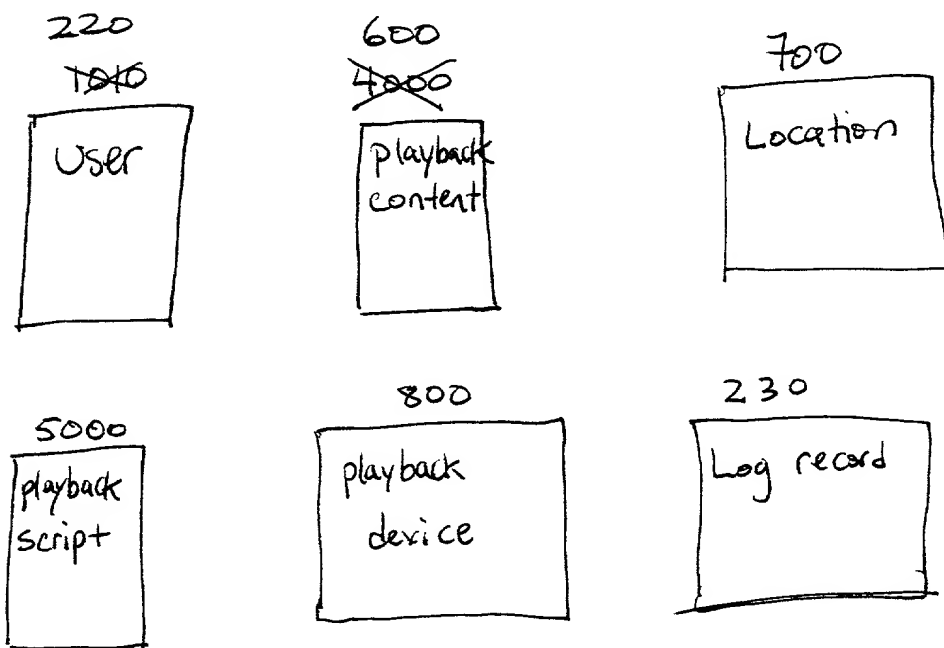 220
1010
User
600
4000
playback
content
700
Location
5000
playback
script
800
playback
device
230
Log record